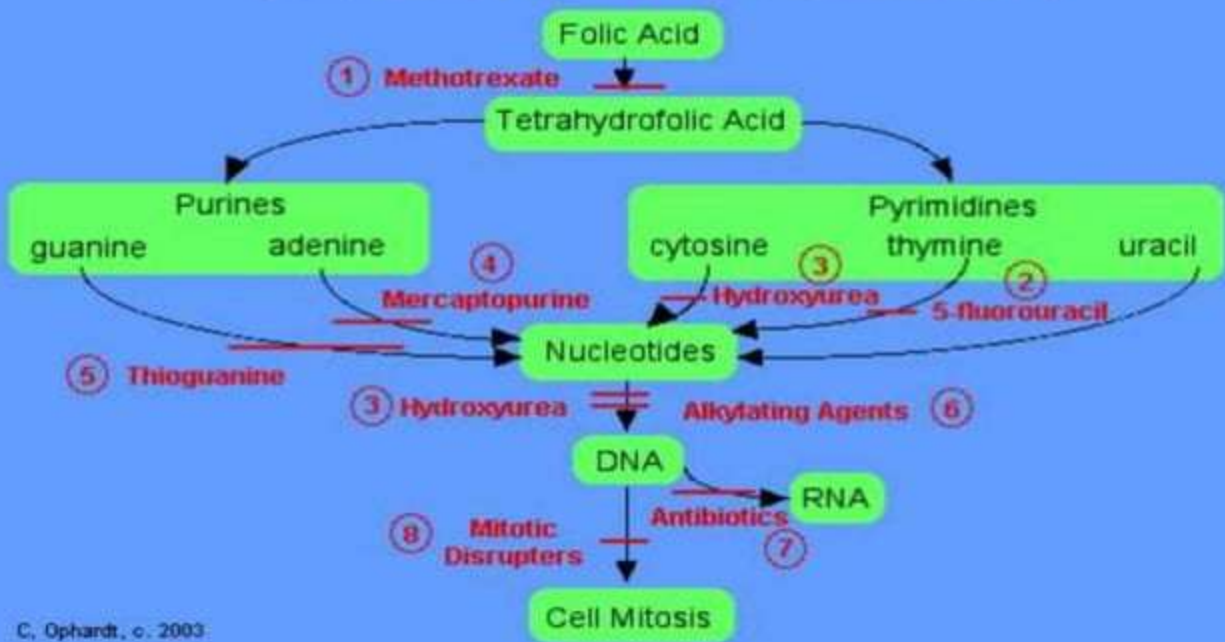 Folic Acid
① Methotrexate
Tetrahydrofolic Acid
Purines
guanine adenine
Pyrimidines
cytosine thymine uracil
④
Mercaptopurine
③
Hydroxyurea
②
5-fluorouracil
Nucleotides
⑤ Thioguanine
③ Hydroxyurea
Alkylating Agents ⑥
DNA
RNA
Antibiotics
⑦
⑧ Mitotic
Disrupters
Cell Mitosis
C, Ophardt, c. 2003